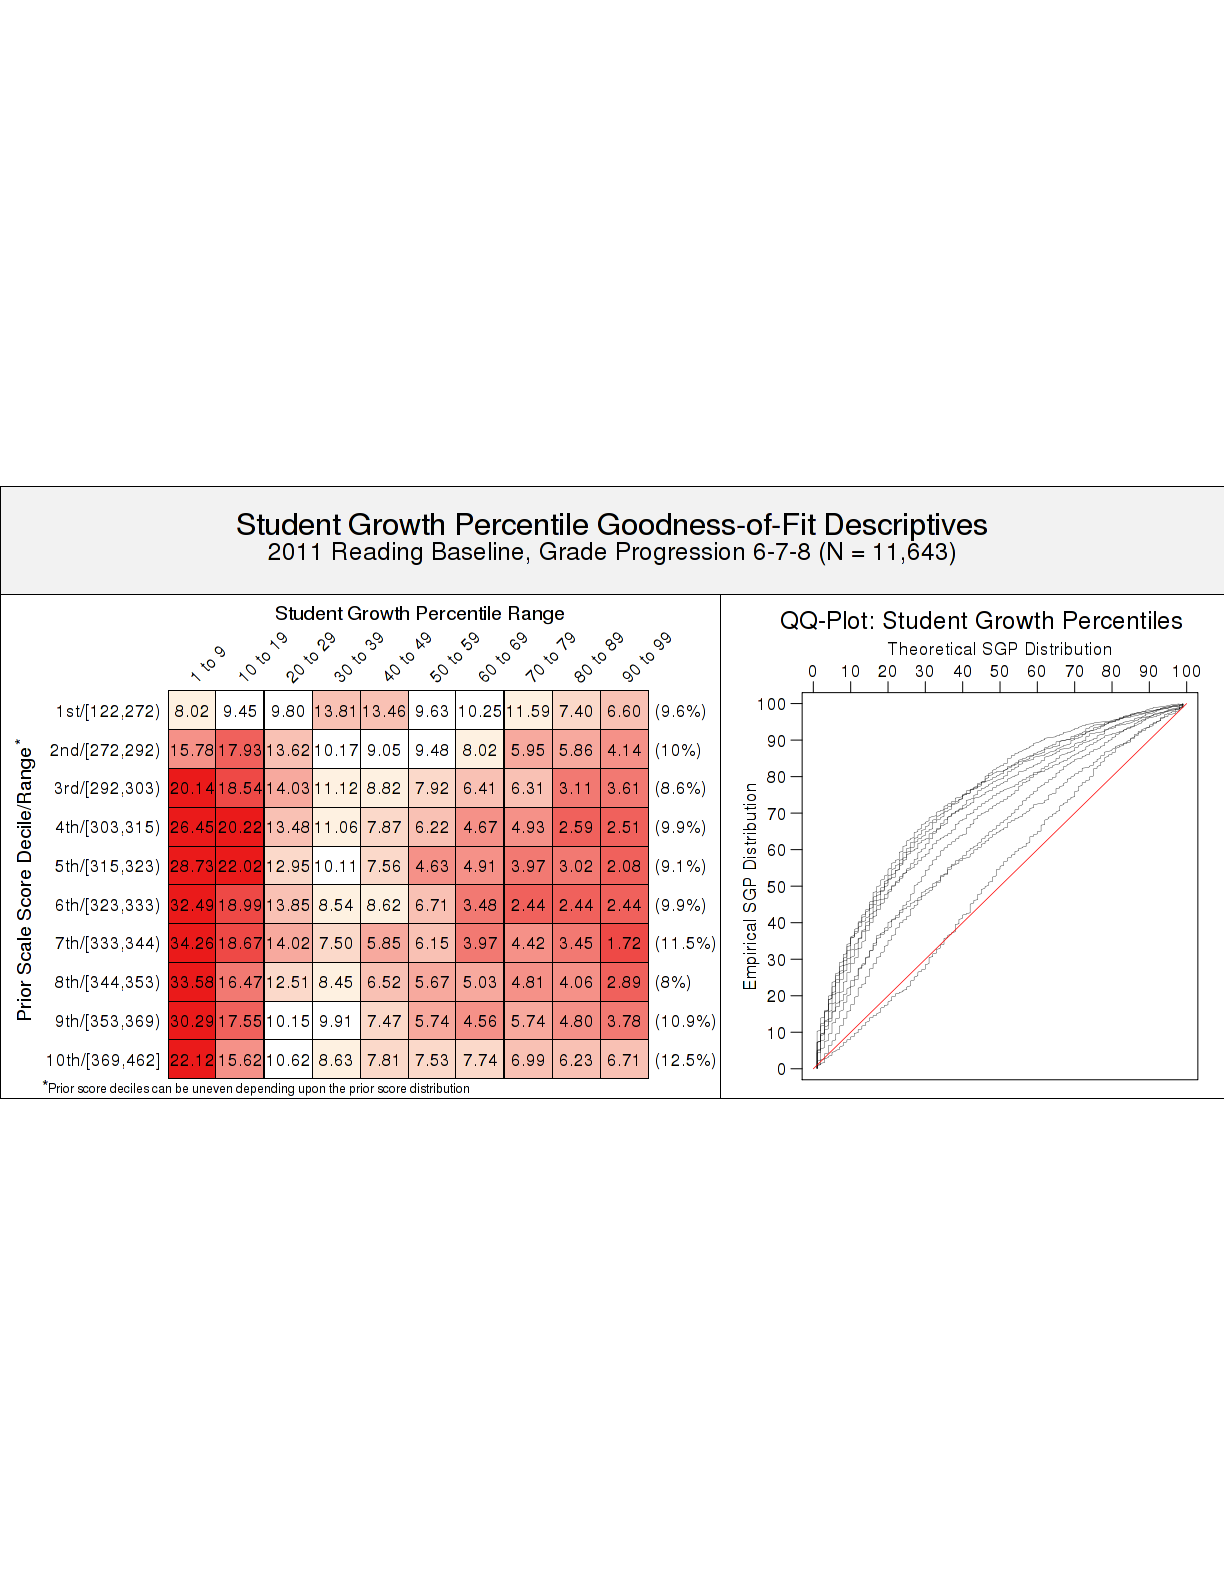 Student Growth Percentile Goodness-of-Fit Descriptives
2011 Reading Baseline, Grade Progression 6-7-8 (N = 11,643)
Student Growth Percentile Range
1 to 9 10 to 19 20 to 29 30 to 39 40 to 49 50 to 59 60 to 69 70 to 79 80 to 89 90 to 99
Prior Scale Score Decile/Range*
1st/[122,272) 8.02 9.45 9.80 13.81 13.46 9.63 10.25 11.59 7.40 6.60 (9.6%)
2nd/[272,292) 15.78 17.93 13.62 10.17 9.05 9.48 8.02 5.95 5.86 4.14 (10%)
3rd/[292,303) 20.14 18.54 14.03 11.12 8.82 7.92 6.41 6.31 3.11 3.61 (8.6%)
4th/[303,315) 26.45 20.22 13.48 11.06 7.87 6.22 4.67 4.93 2.59 2.51 (9.9%)
5th/[315,323) 28.73 22.02 12.95 10.11 7.56 4.63 4.91 3.97 3.02 2.08 (9.1%)
6th/[323,333) 32.49 18.99 13.85 8.54 8.62 6.71 3.48 2.44 2.44 2.44 (9.9%)
7th/[333,344) 34.26 18.67 14.02 7.50 5.85 6.15 3.97 4.42 3.45 1.72 (11.5%)
8th/[344,353) 33.58 16.47 12.51 8.45 6.52 5.67 5.03 4.81 4.06 2.89 (8%)
9th/[353,369) 30.29 17.55 10.15 9.91 7.47 5.74 4.56 5.74 4.80 3.78 (10.9%)
10th/[369,462] 22.12 15.62 10.62 8.63 7.81 7.53 7.74 6.99 6.23 6.71 (12.5%)
*Prior score deciles can be uneven depending upon the prior score distribution
QQ-Plot: Student Growth Percentiles
Theoretical SGP Distribution
0 10 20 30 40 50 60 70 80 90 100
Empirical SGP Distribution
100
90
80
70
60
50
40
30
20
10
0